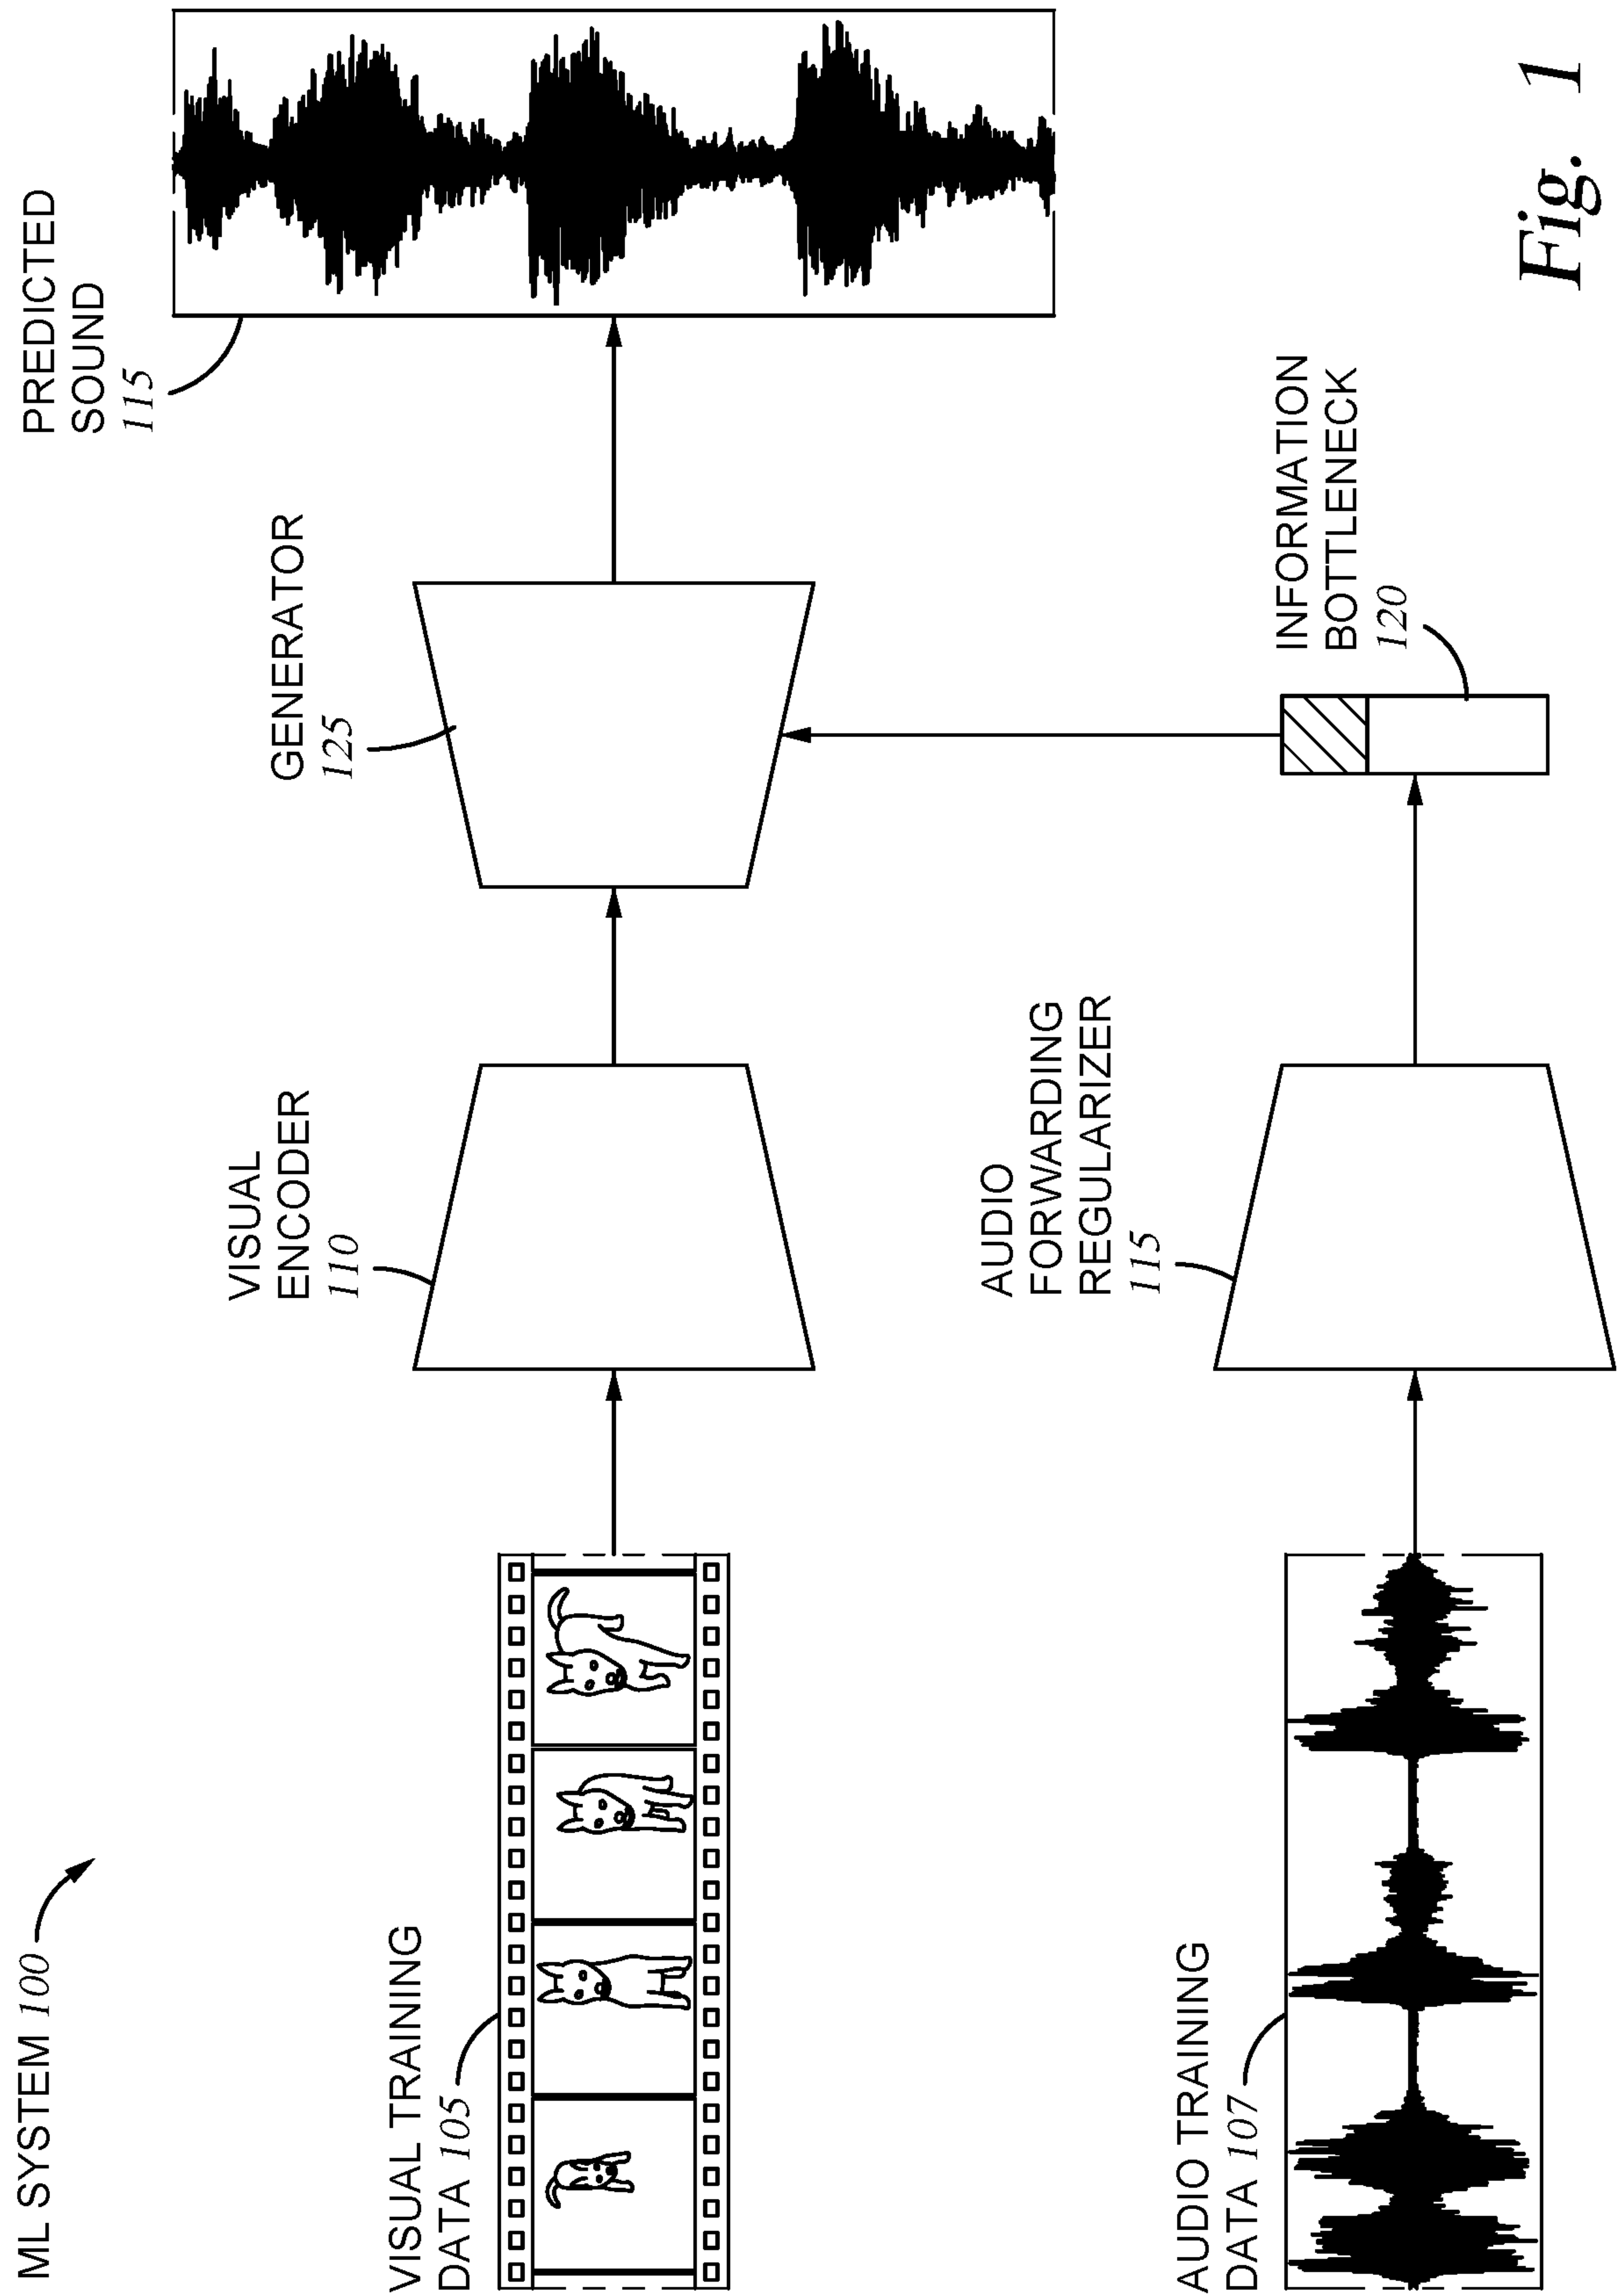 ML SYSTEM 100
VISUAL TRAINING
DATA 105
VISUAL
ENCODER
110
GENERATOR
125
PREDICTED
SOUND
115
AUDIO TRAINING
DATA 107
AUDIO
FORWARDING
REGULARIZER
115
INFORMATION
BOTTLENECK
120
Fig. 1